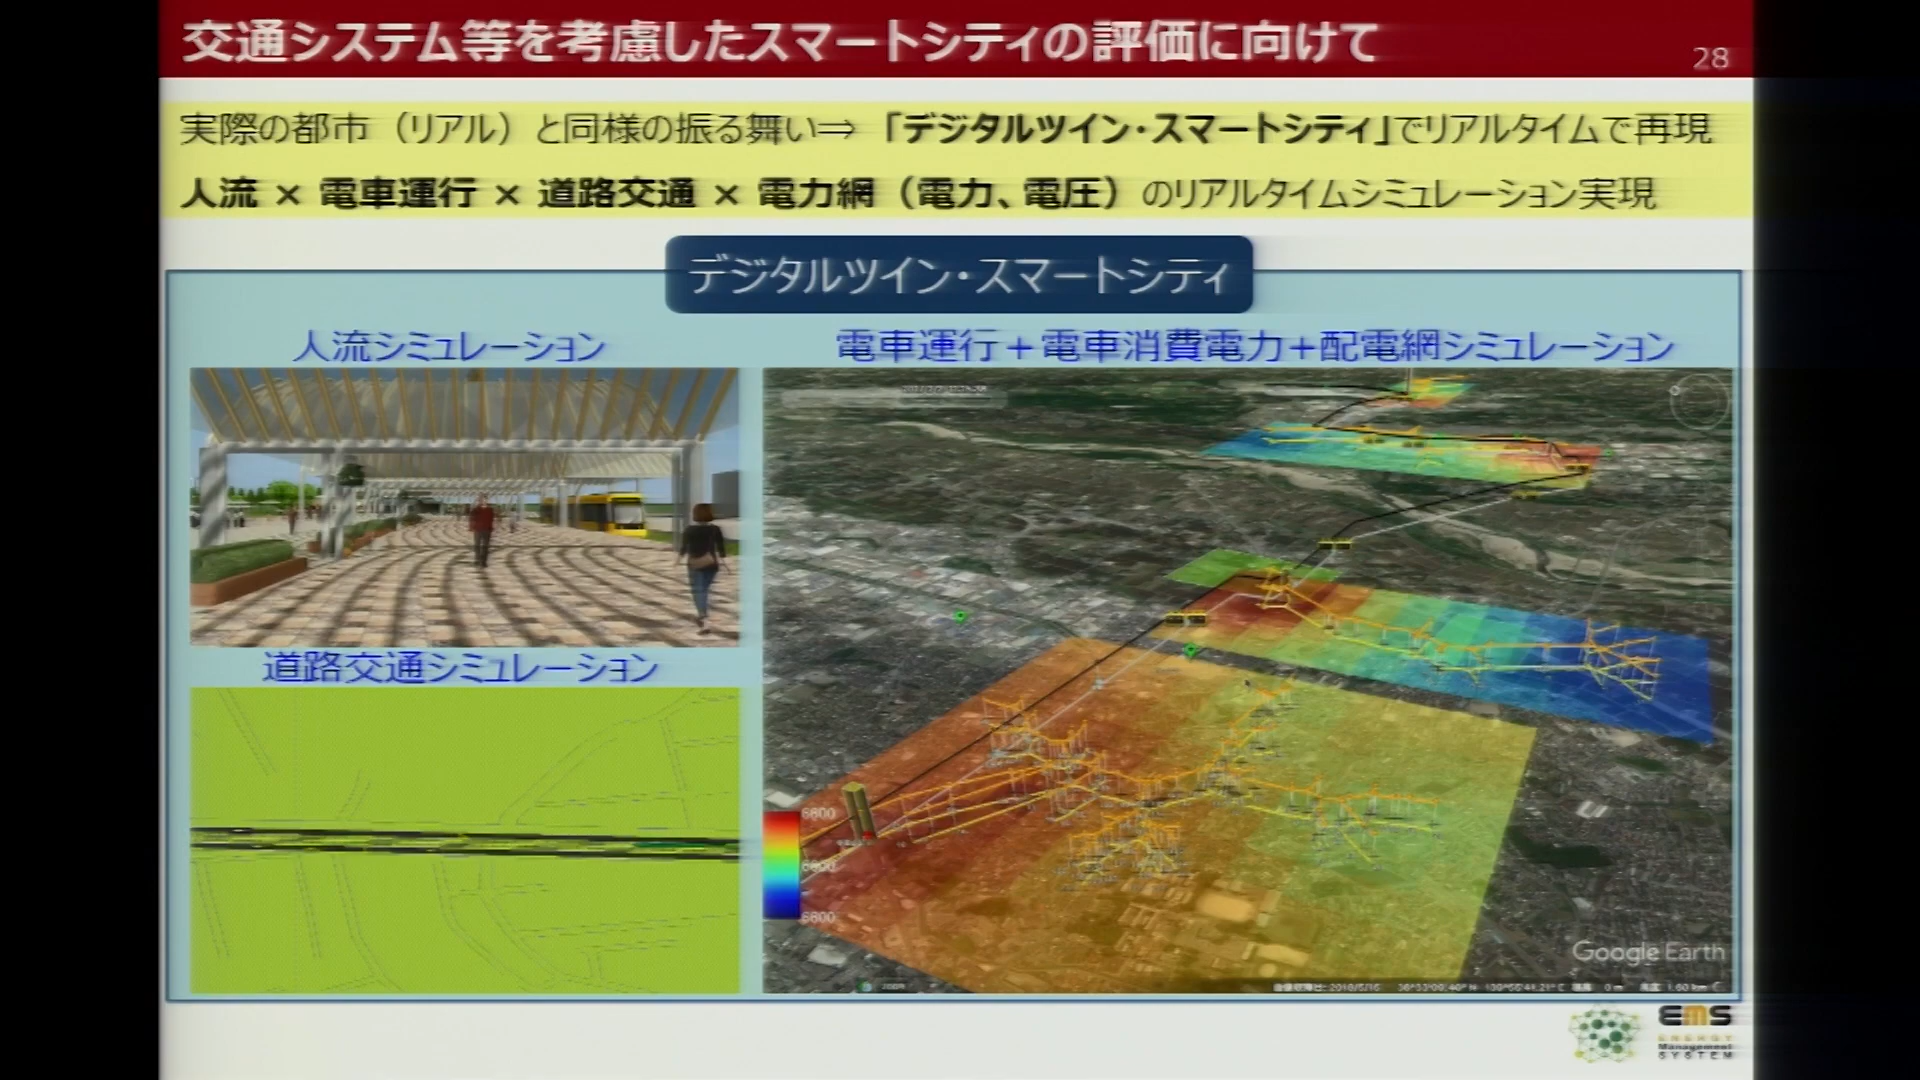 交通システム等を考慮したスマートシティの評価に向けて
28
実際の都市（リアル）と同様の振る舞い⇒「デジタルツイン・スマートシティ」でリアルタイムで再現
人流 × 電車運行 × 道路交通 × 電力網（電力、電圧）のリアルタイムシミュレーション実現
デジタルツイン・スマートシティ
人流シミュレーション
電車運行＋電車消費電力＋配電網シミュレーション
道路交通シミュレーション
6600
Google Earth
EMS
ENERGY
Management
SYSTEM